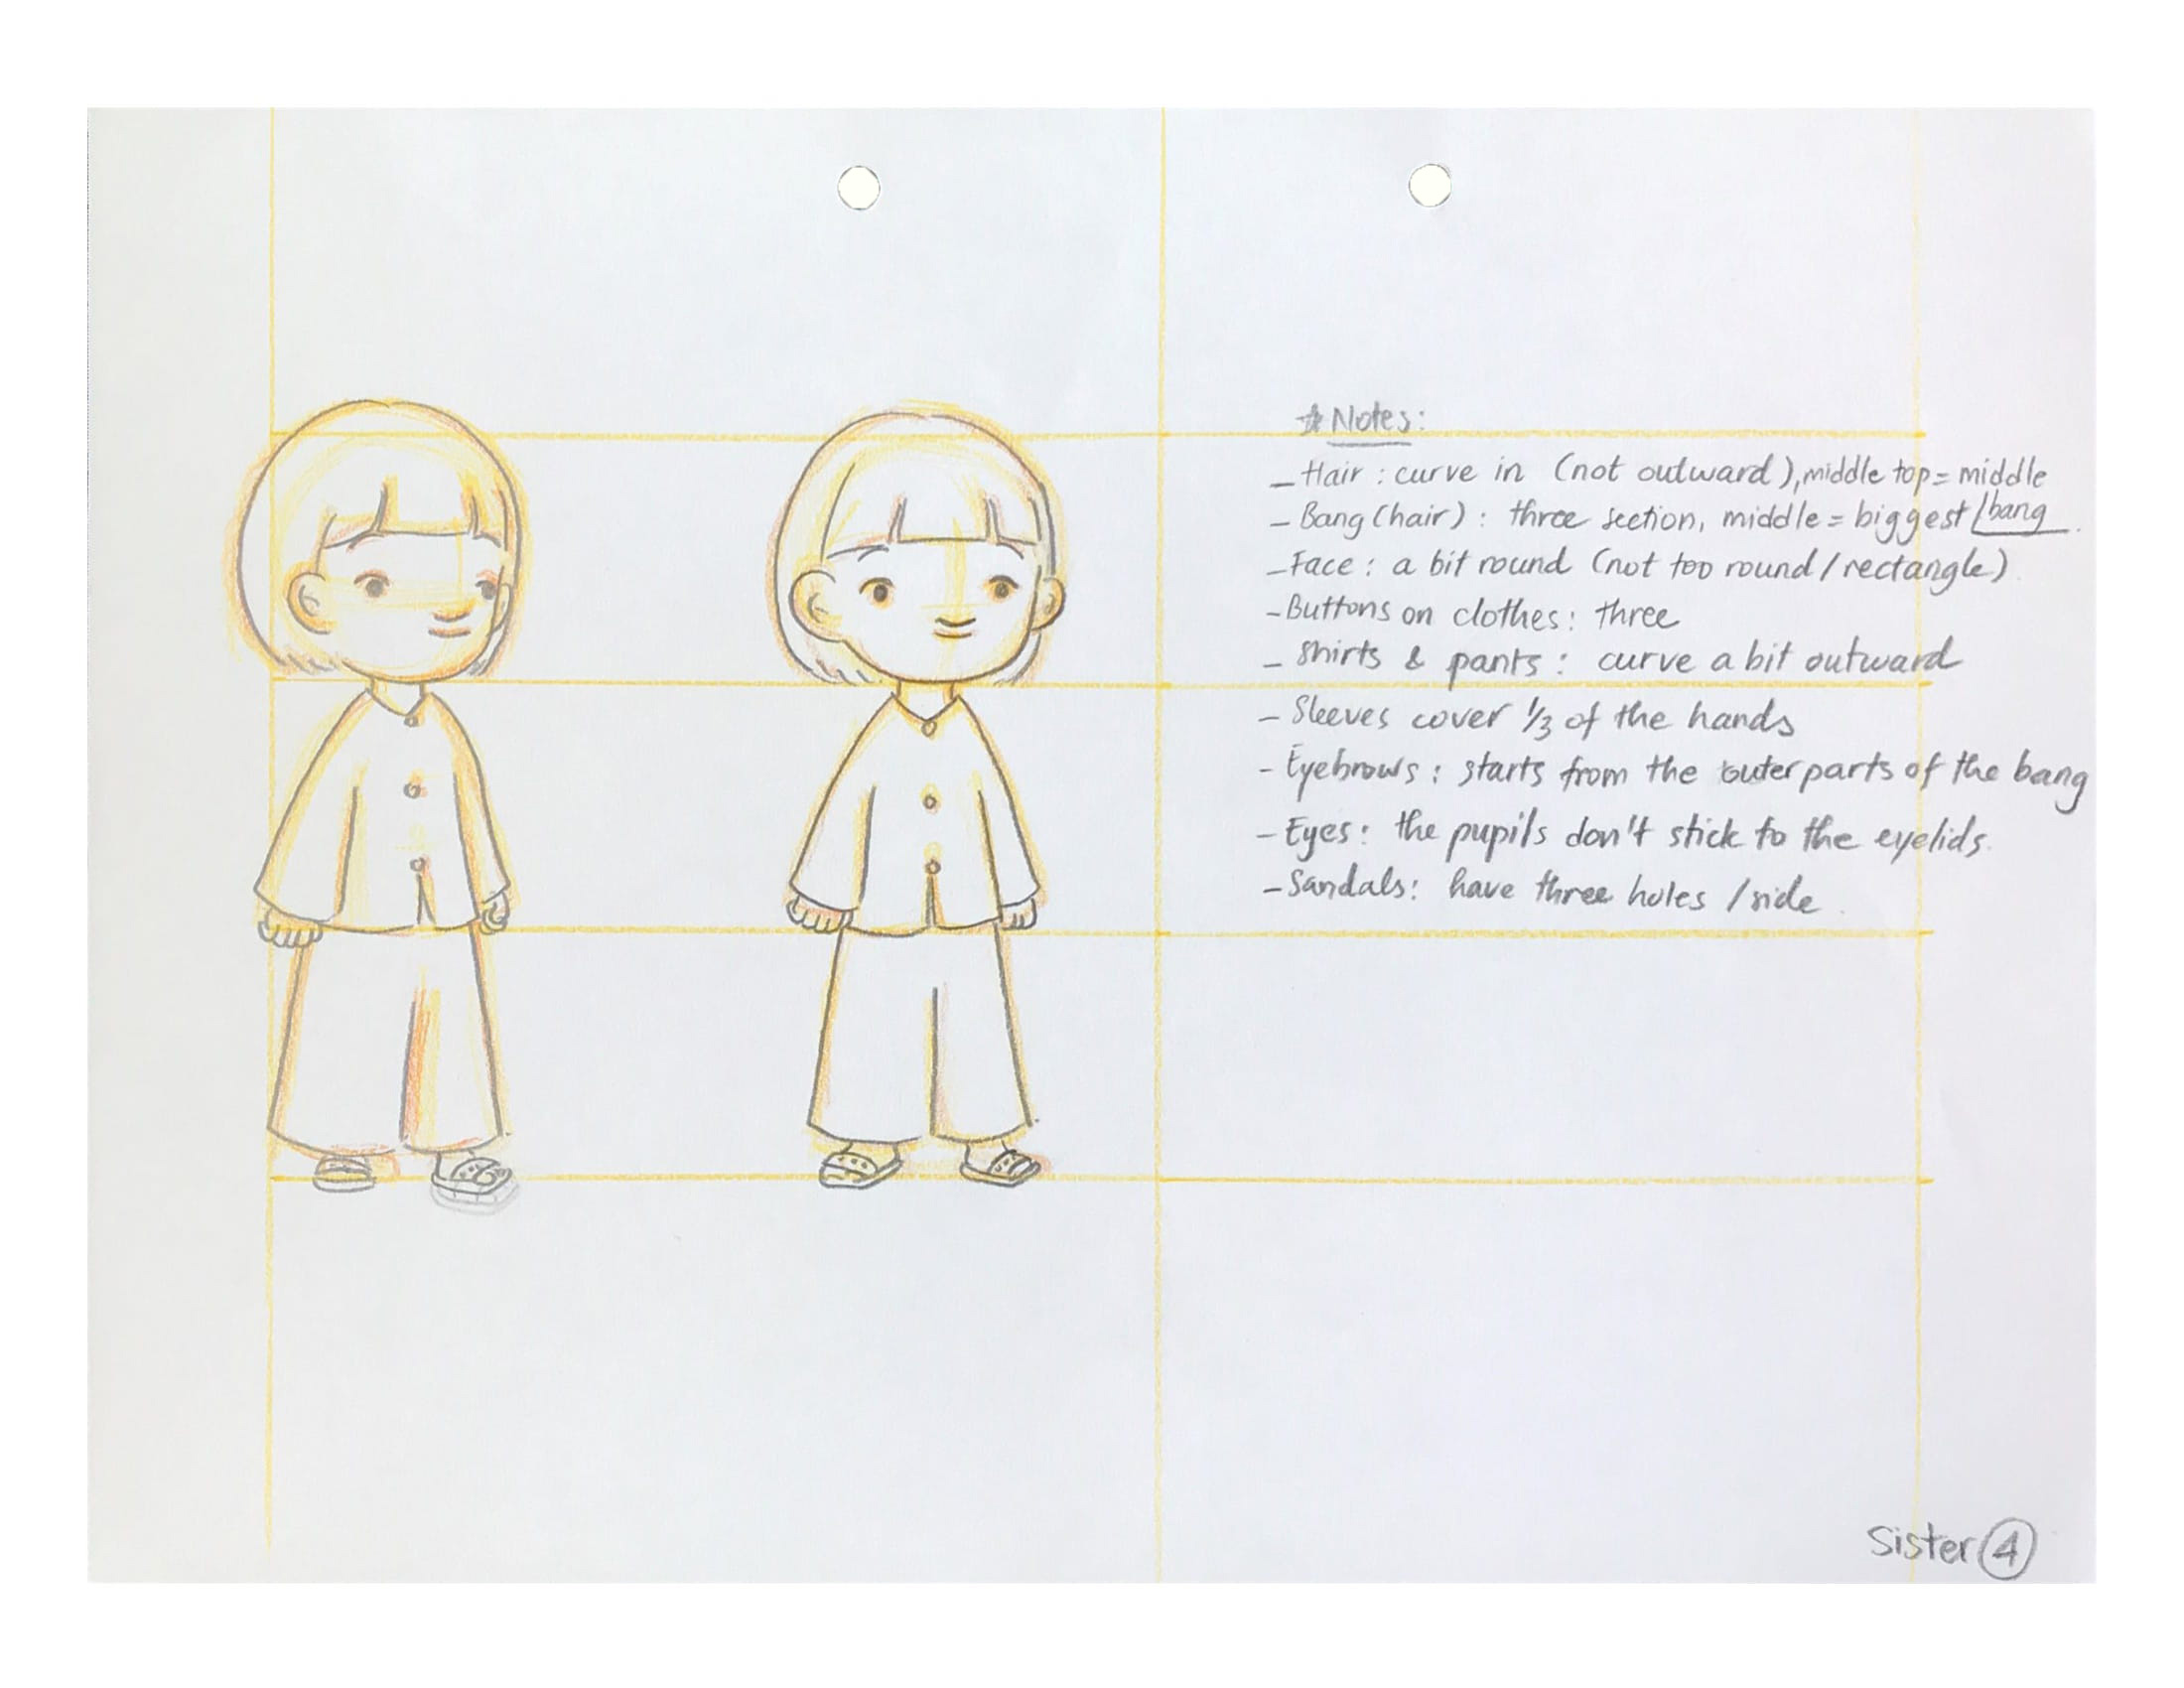 ☆ Notes:
- Hair : curve in (not outward), middle top = middle
- Bang (hair) : three section, middle = biggest bang
- Face : a bit round (not too round / rectangle)
- Buttons on clothes : three
- Shirts & pants : curve a bit outward
- Sleeves cover 1/3 of the hands
- Eyebrows : starts from the outer parts of the bang
- Eyes : the pupils don't stick to the eyelids.
- Sandals : have three holes / side
Sister 4